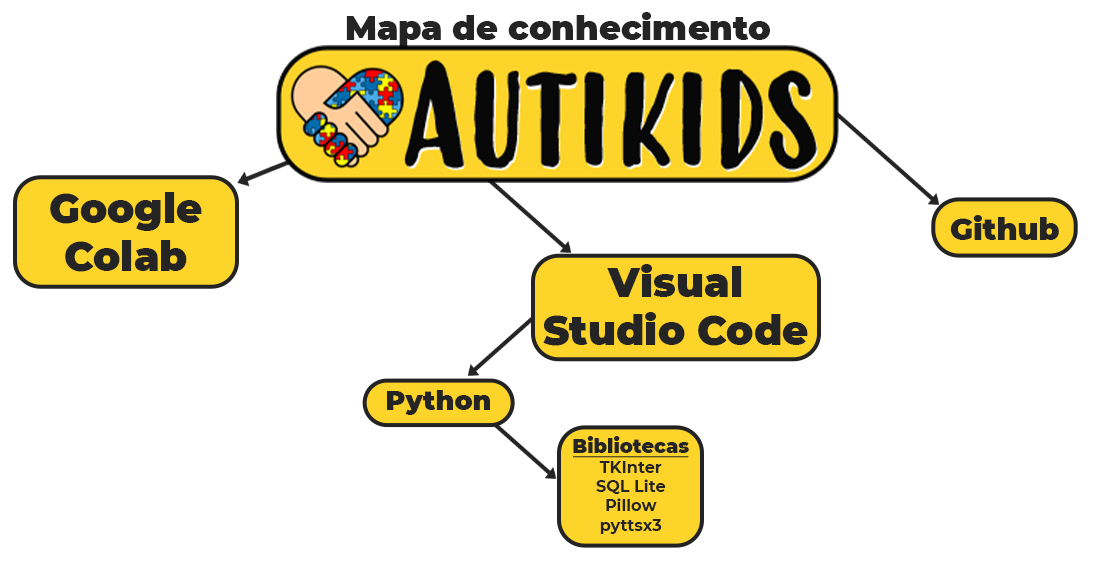 Mapa de conhecimento
AUTIKIDS
Google
Colab
Github
Visual
Studio Code
Python
Bibliotecas
TKInter
SQL Lite
Pillow
pyttsx3